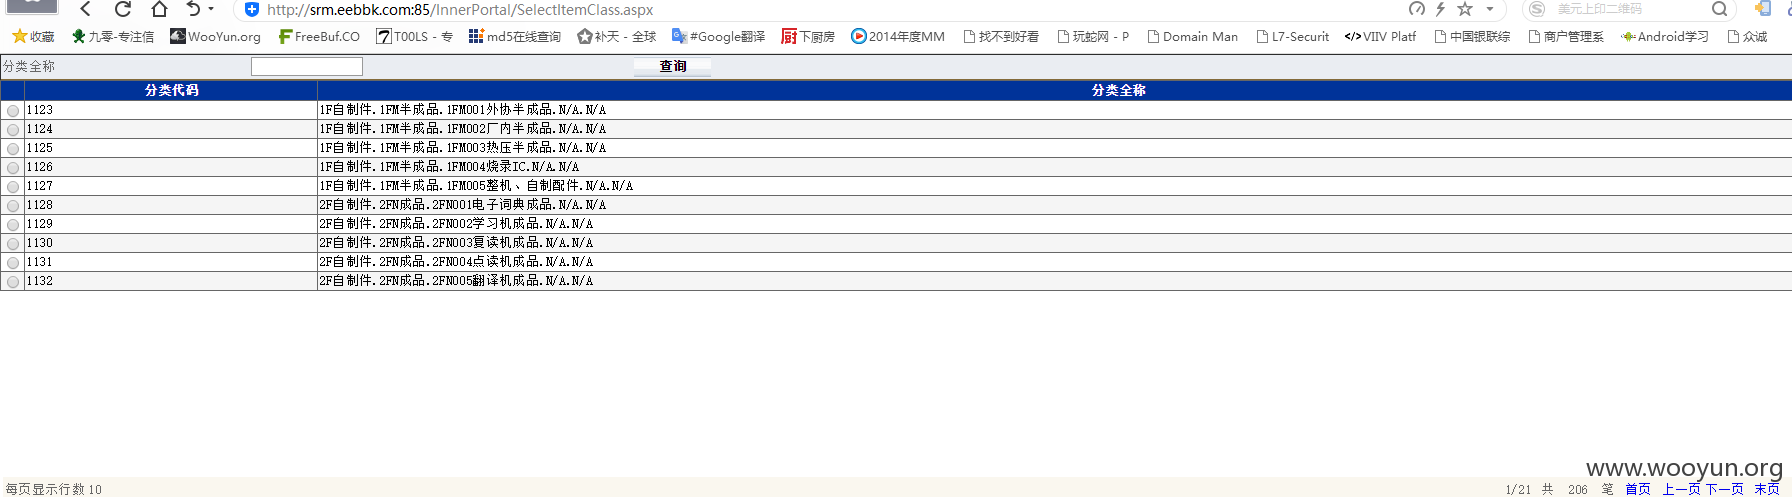 http://srm.eebbk.com:85/InnerPortal/SelectItemClass.aspx 美元上印二维码
收藏 九零-专注信 WooYun.org FreeBuf.CO T00LS - 专 md5在线查询 补天 - 全球 #Google翻译 下厨房 2014年度MM 找不到好看 玩蛇网 - P Domain Man L7-Securit VIIV Platf 中国银联综 商户管理系 Android学习 众诚
分类全称 查询
分类代码 分类全称
1123 1F自制件.1FM半成品.1FM001外协半成品.N/A.N/A
1124 1F自制件.1FM半成品.1FM002厂内半成品.N/A.N/A
1125 1F自制件.1FM半成品.1FM003热压半成品.N/A.N/A
1126 1F自制件.1FM半成品.1FM004烧录IC.N/A.N/A
1127 1F自制件.1FM半成品.1FM005整机、自制配件.N/A.N/A
1128 2F自制件.2FN成品.2FN001电子词典成品.N/A.N/A
1129 2F自制件.2FN成品.2FN002学习机成品.N/A.N/A
1130 2F自制件.2FN成品.2FN003复读机成品.N/A.N/A
1131 2F自制件.2FN成品.2FN004点读机成品.N/A.N/A
1132 2F自制件.2FN成品.2FN005翻译机成品.N/A.N/A
www.wooyun.org
每页显示行数 10 1/21 共 206 笔 首页 上一页 下一页 末页